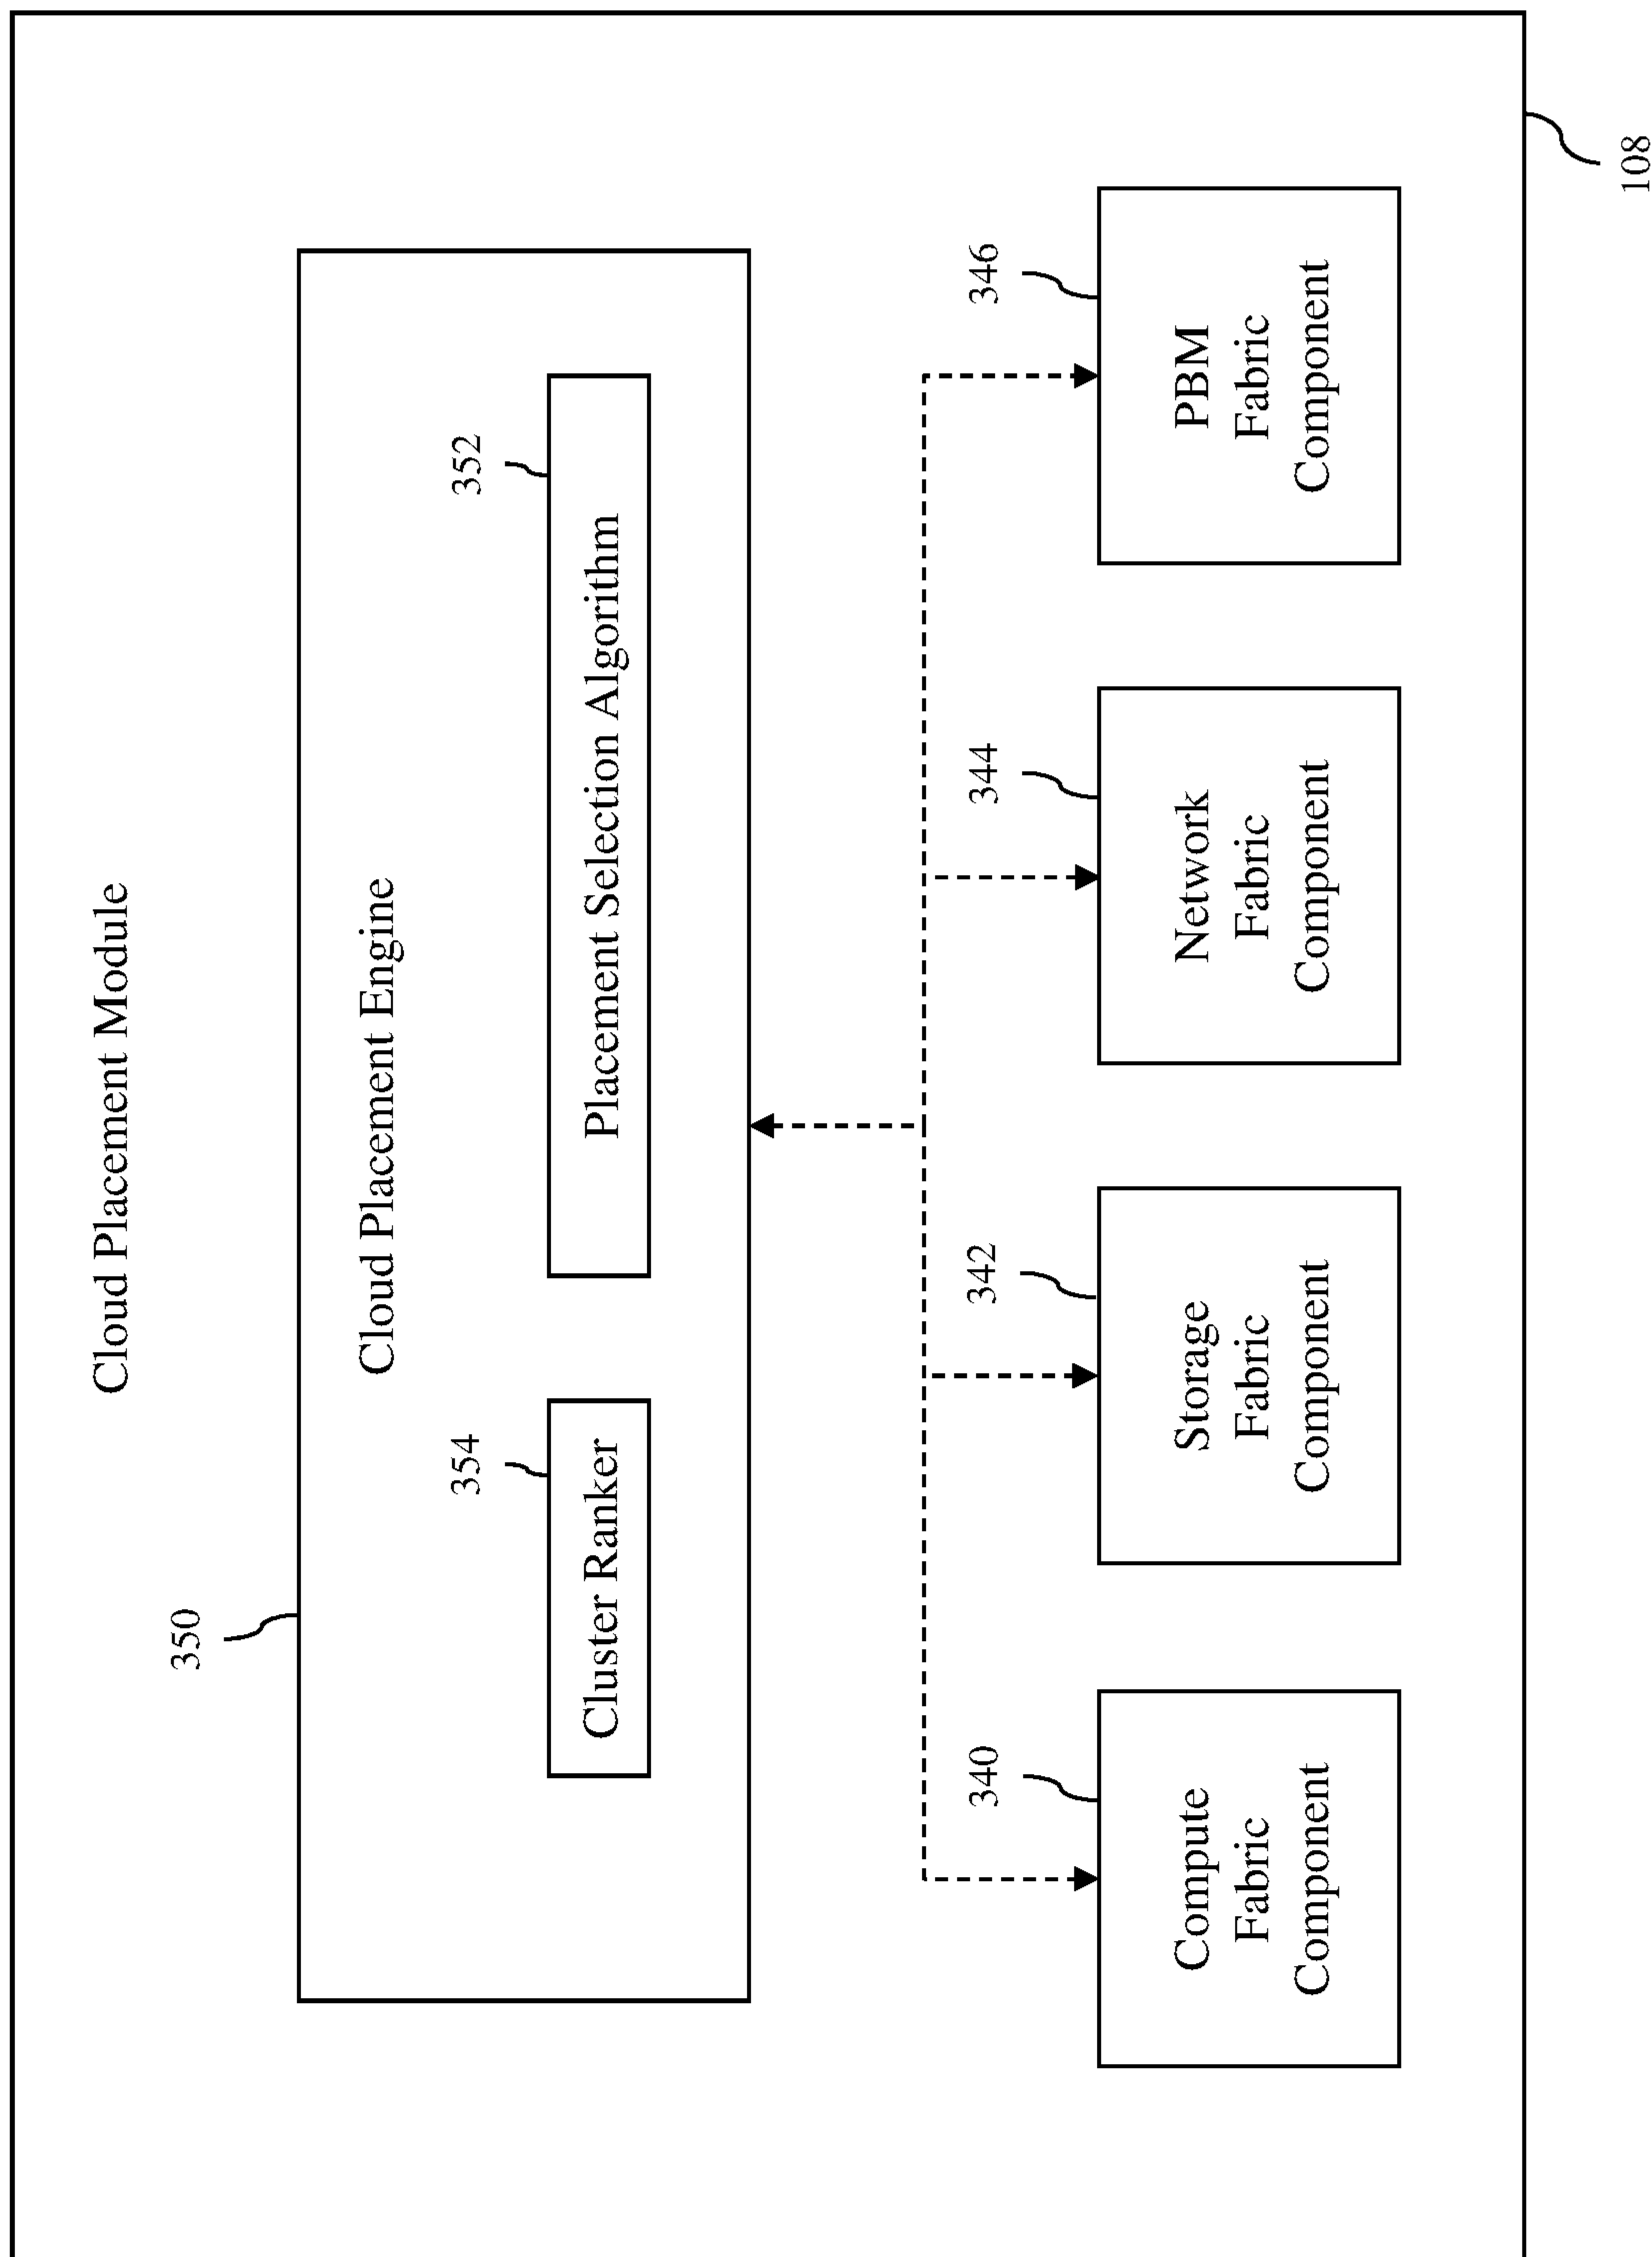 Cloud Placement Module
350
Cloud Placement Engine
354
352
Cluster Ranker
Placement Selection Algorithm
340
342
344
346
Compute
Fabric
Component
Storage
Fabric
Component
Network
Fabric
Component
PBM
Fabric
Component
108